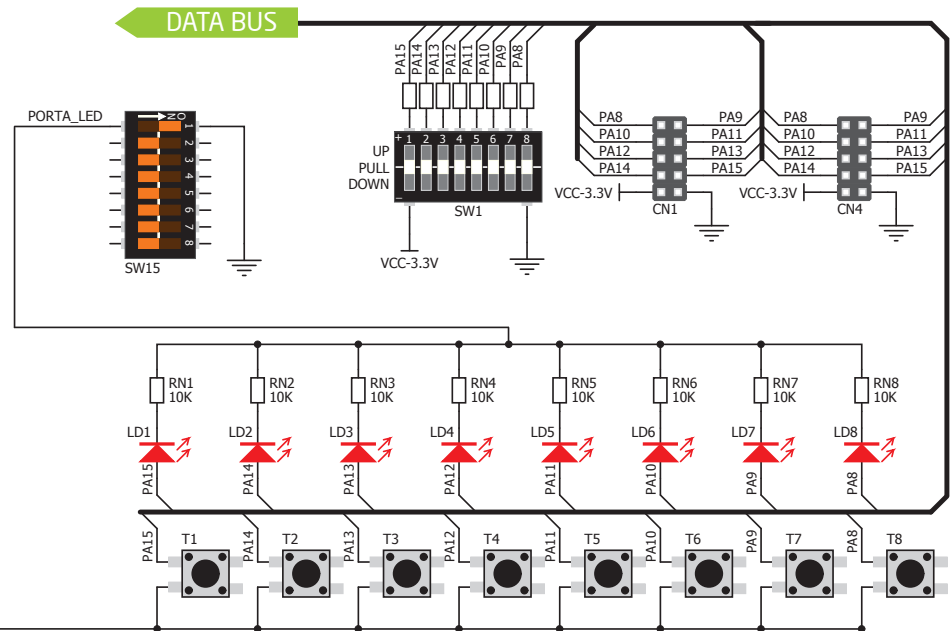 DATA BUS
PA15 PA14 PA13 PA12 PA11 PA10 PA9 PA8
PORTA_LED
ON
1
2
3
4
5
6
7
8
SW15
+ 1 2 3 4 5 6 7 8
UP
PULL
DOWN
_
SW1
VCC-3.3V
PA8 PA9 PA8 PA9
PA10 PA11 PA10 PA11
PA12 PA13 PA12 PA13
PA14 PA15 PA14 PA15
VCC-3.3V VCC-3.3V
CN1 CN4
RN1 RN2 RN3 RN4 RN5 RN6 RN7 RN8
10K 10K 10K 10K 10K 10K 10K 10K
LD1 LD2 LD3 LD4 LD5 LD6 LD7 LD8
PA15 PA14 PA13 PA12 PA11 PA10 PA9 PA8
PA15 T1 PA14 T2 PA13 T3 PA12 T4 PA11 T5 PA10 T6 PA9 T7 PA8 T8